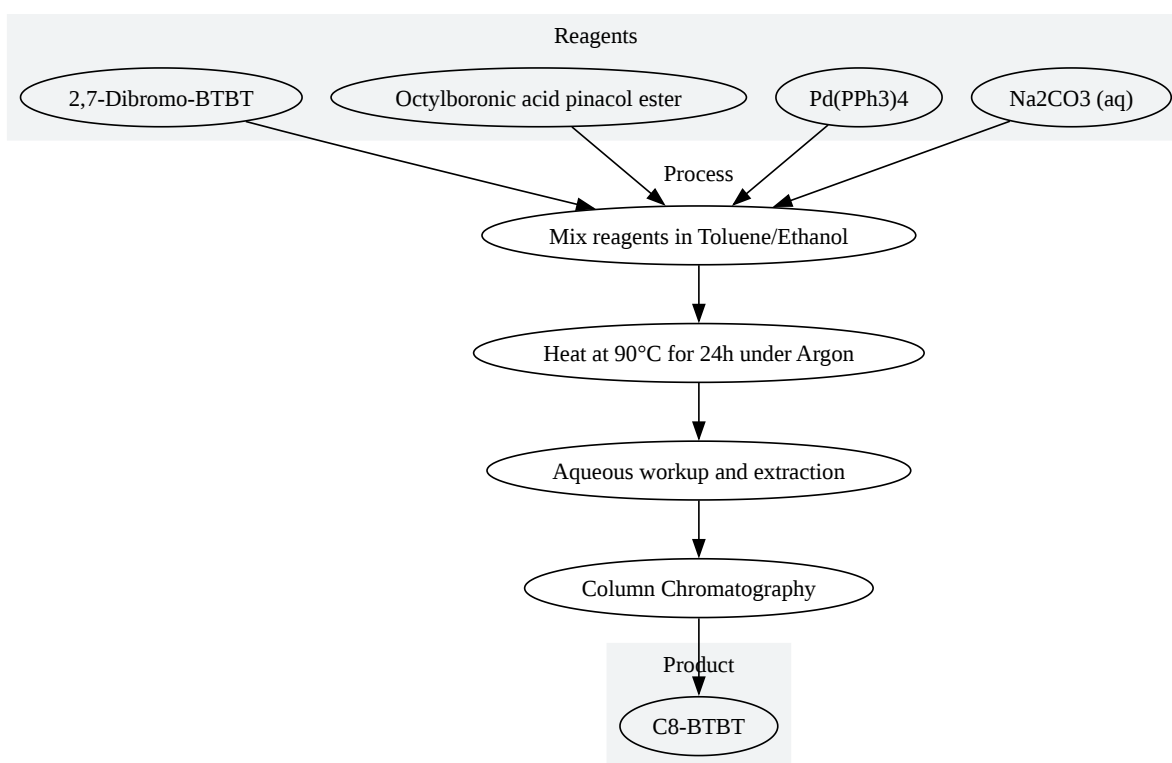 Reagents
2,7-Dibromo-BTBT
Octylboronic acid pinacol ester
Pd(PPh3)4
Na2CO3 (aq)
Process
Mix reagents in Toluene/Ethanol
Heat at 90°C for 24h under Argon
Aqueous workup and extraction
Column Chromatography
Product
C8-BTBT